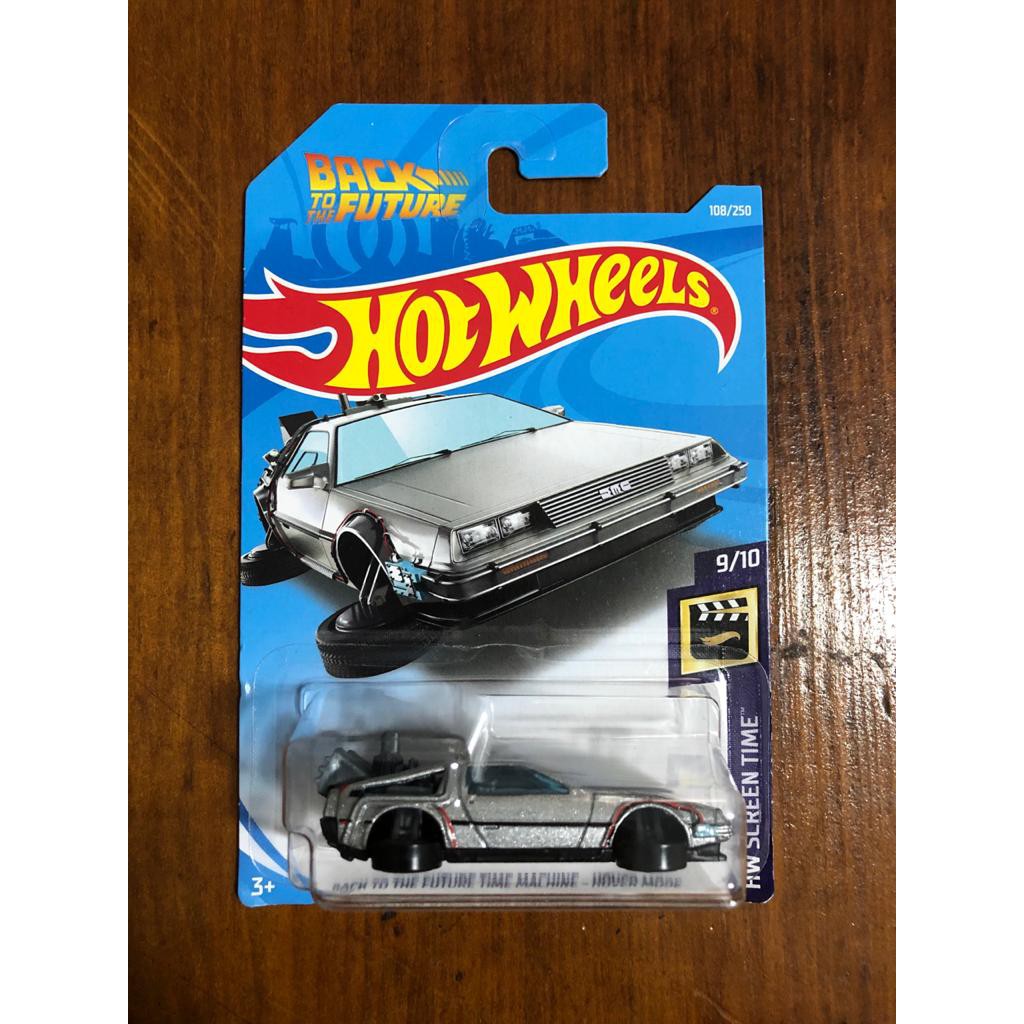 BACK
TO
THE FUTURE
108/250
HOT WHEELS®
DMC
9/10
HW SCREEN TIME™
BACK TO THE FUTURE TIME MACHINE - HOVER MODE
3+